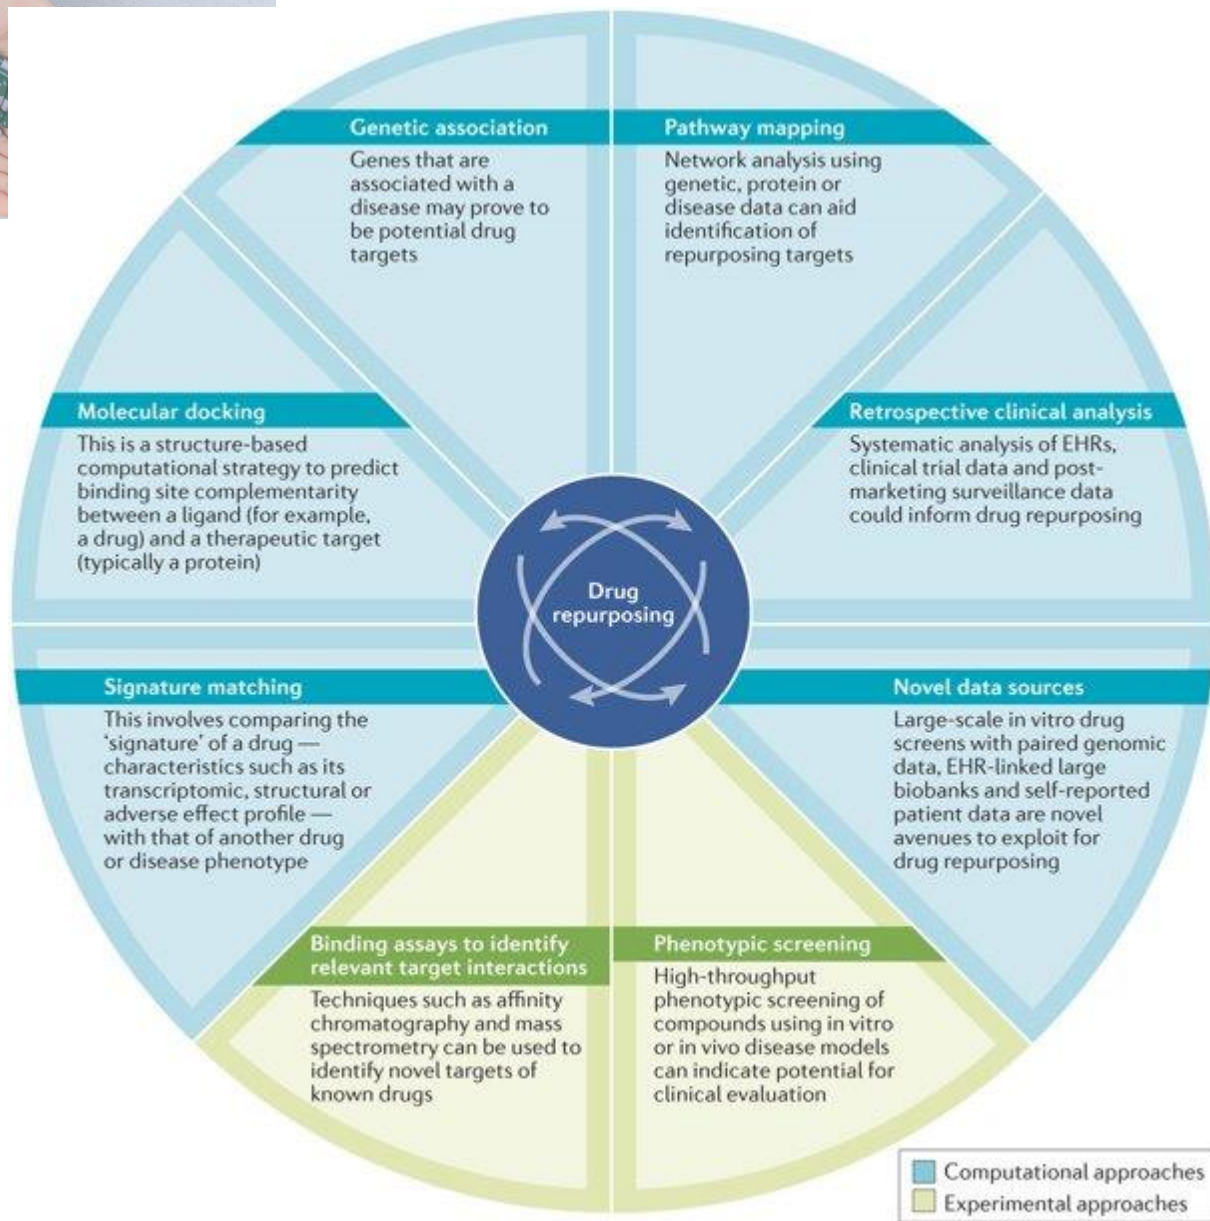 Genetic association
Genes that are
associated with a
disease may prove to
be potential drug
targets
Pathway mapping
Network analysis using
genetic, protein or
disease data can aid
identification of
repurposing targets
Molecular docking
This is a structure-based
computational strategy to predict
binding site complementarity
between a ligand (for example,
a drug) and a therapeutic target
(typically a protein)
Retrospective clinical analysis
Systematic analysis of EHRs,
clinical trial data and post-
marketing surveillance data
could inform drug repurposing
Drug
repurposing
Signature matching
This involves comparing the
‘signature’ of a drug —
characteristics such as its
transcriptomic, structural or
adverse effect profile —
with that of another drug
or disease phenotype
Novel data sources
Large-scale in vitro drug
screens with paired genomic
data, EHR-linked large
biobanks and self-reported
patient data are novel
avenues to exploit for
drug repurposing
Binding assays to identify
relevant target interactions
Techniques such as affinity
chromatography and mass
spectrometry can be used to
identify novel targets of
known drugs
Phenotypic screening
High-throughput
phenotypic screening of
compounds using in vitro
or in vivo disease models
can indicate potential for
clinical evaluation
Computational approaches
Experimental approaches